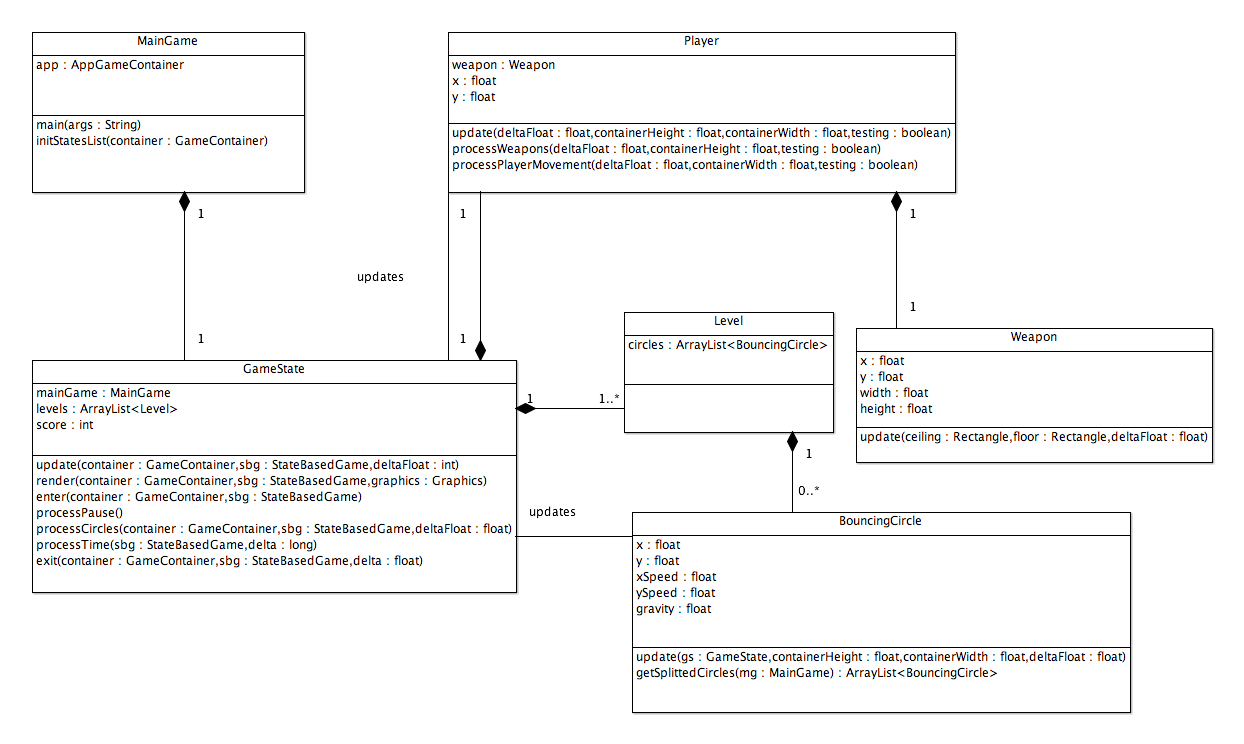 MainGame
app : AppGameContainer
main(args : String)
initStatesList(container : GameContainer)
Player
weapon : Weapon
x : float
y : float
update(deltaFloat : float,containerHeight : float,containerWidth : float,testing : boolean)
processWeapons(deltaFloat : float,containerHeight : float,testing : boolean)
processPlayerMovement(deltaFloat : float,containerWidth : float,testing : boolean)
1
1
1
updates
1
1
1
Level
circles : ArrayList<BouncingCircle>
Weapon
x : float
y : float
width : float
height : float
update(ceiling : Rectangle,floor : Rectangle,deltaFloat : float)
GameState
mainGame : MainGame
levels : ArrayList<Level>
score : int
update(container : GameContainer,sbg : StateBasedGame,deltaFloat : int)
render(container : GameContainer,sbg : StateBasedGame,graphics : Graphics)
enter(container : GameContainer,sbg : StateBasedGame)
processPause()
processCircles(container : GameContainer,sbg : StateBasedGame,deltaFloat : float)
processTime(sbg : StateBasedGame,delta : long)
exit(container : GameContainer,sbg : StateBasedGame,delta : float)
1
1..*
1
0..*
updates
BouncingCircle
x : float
y : float
xSpeed : float
ySpeed : float
gravity : float
update(gs : GameState,containerHeight : float,containerWidth : float,deltaFloat : float)
getSplittedCircles(mg : MainGame) : ArrayList<BouncingCircle>